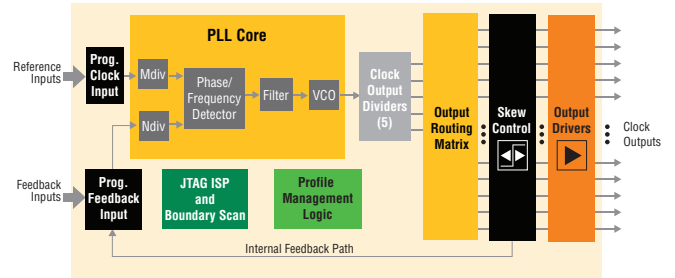 PLL Core
Reference
Inputs
Prog.
Clock
Input
Mdiv
Ndiv
Phase/
Frequency
Detector
Filter
VCO
Clock
Output
Dividers
(5)
Output
Routing
Matrix
Skew
Control
Output
Drivers
Clock
Outputs
Feedback
Inputs
Prog.
Feedback
Input
JTAG ISP
and
Boundary Scan
Profile
Management
Logic
Internal Feedback Path